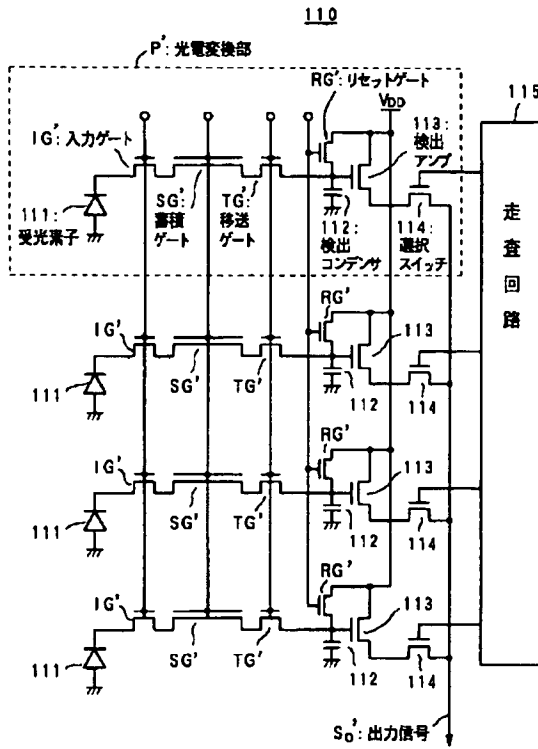 110
P': 光電変換部
RG': リセットゲート
VDD
115
IG': 入力ゲート
113:
検出
アンプ
111:
受光素子
SG':
蓄積
ゲート
TG':
移送
ゲート
112: 検出
コンデンサ
114:
選択
スイッチ
走査回路
IG'
RG'
113
111
SG'
TG'
112
114
IG'
RG'
113
111
SG'
TG'
112
114
IG'
RG'
113
111
SG'
TG'
112
114
SO': 出力信号